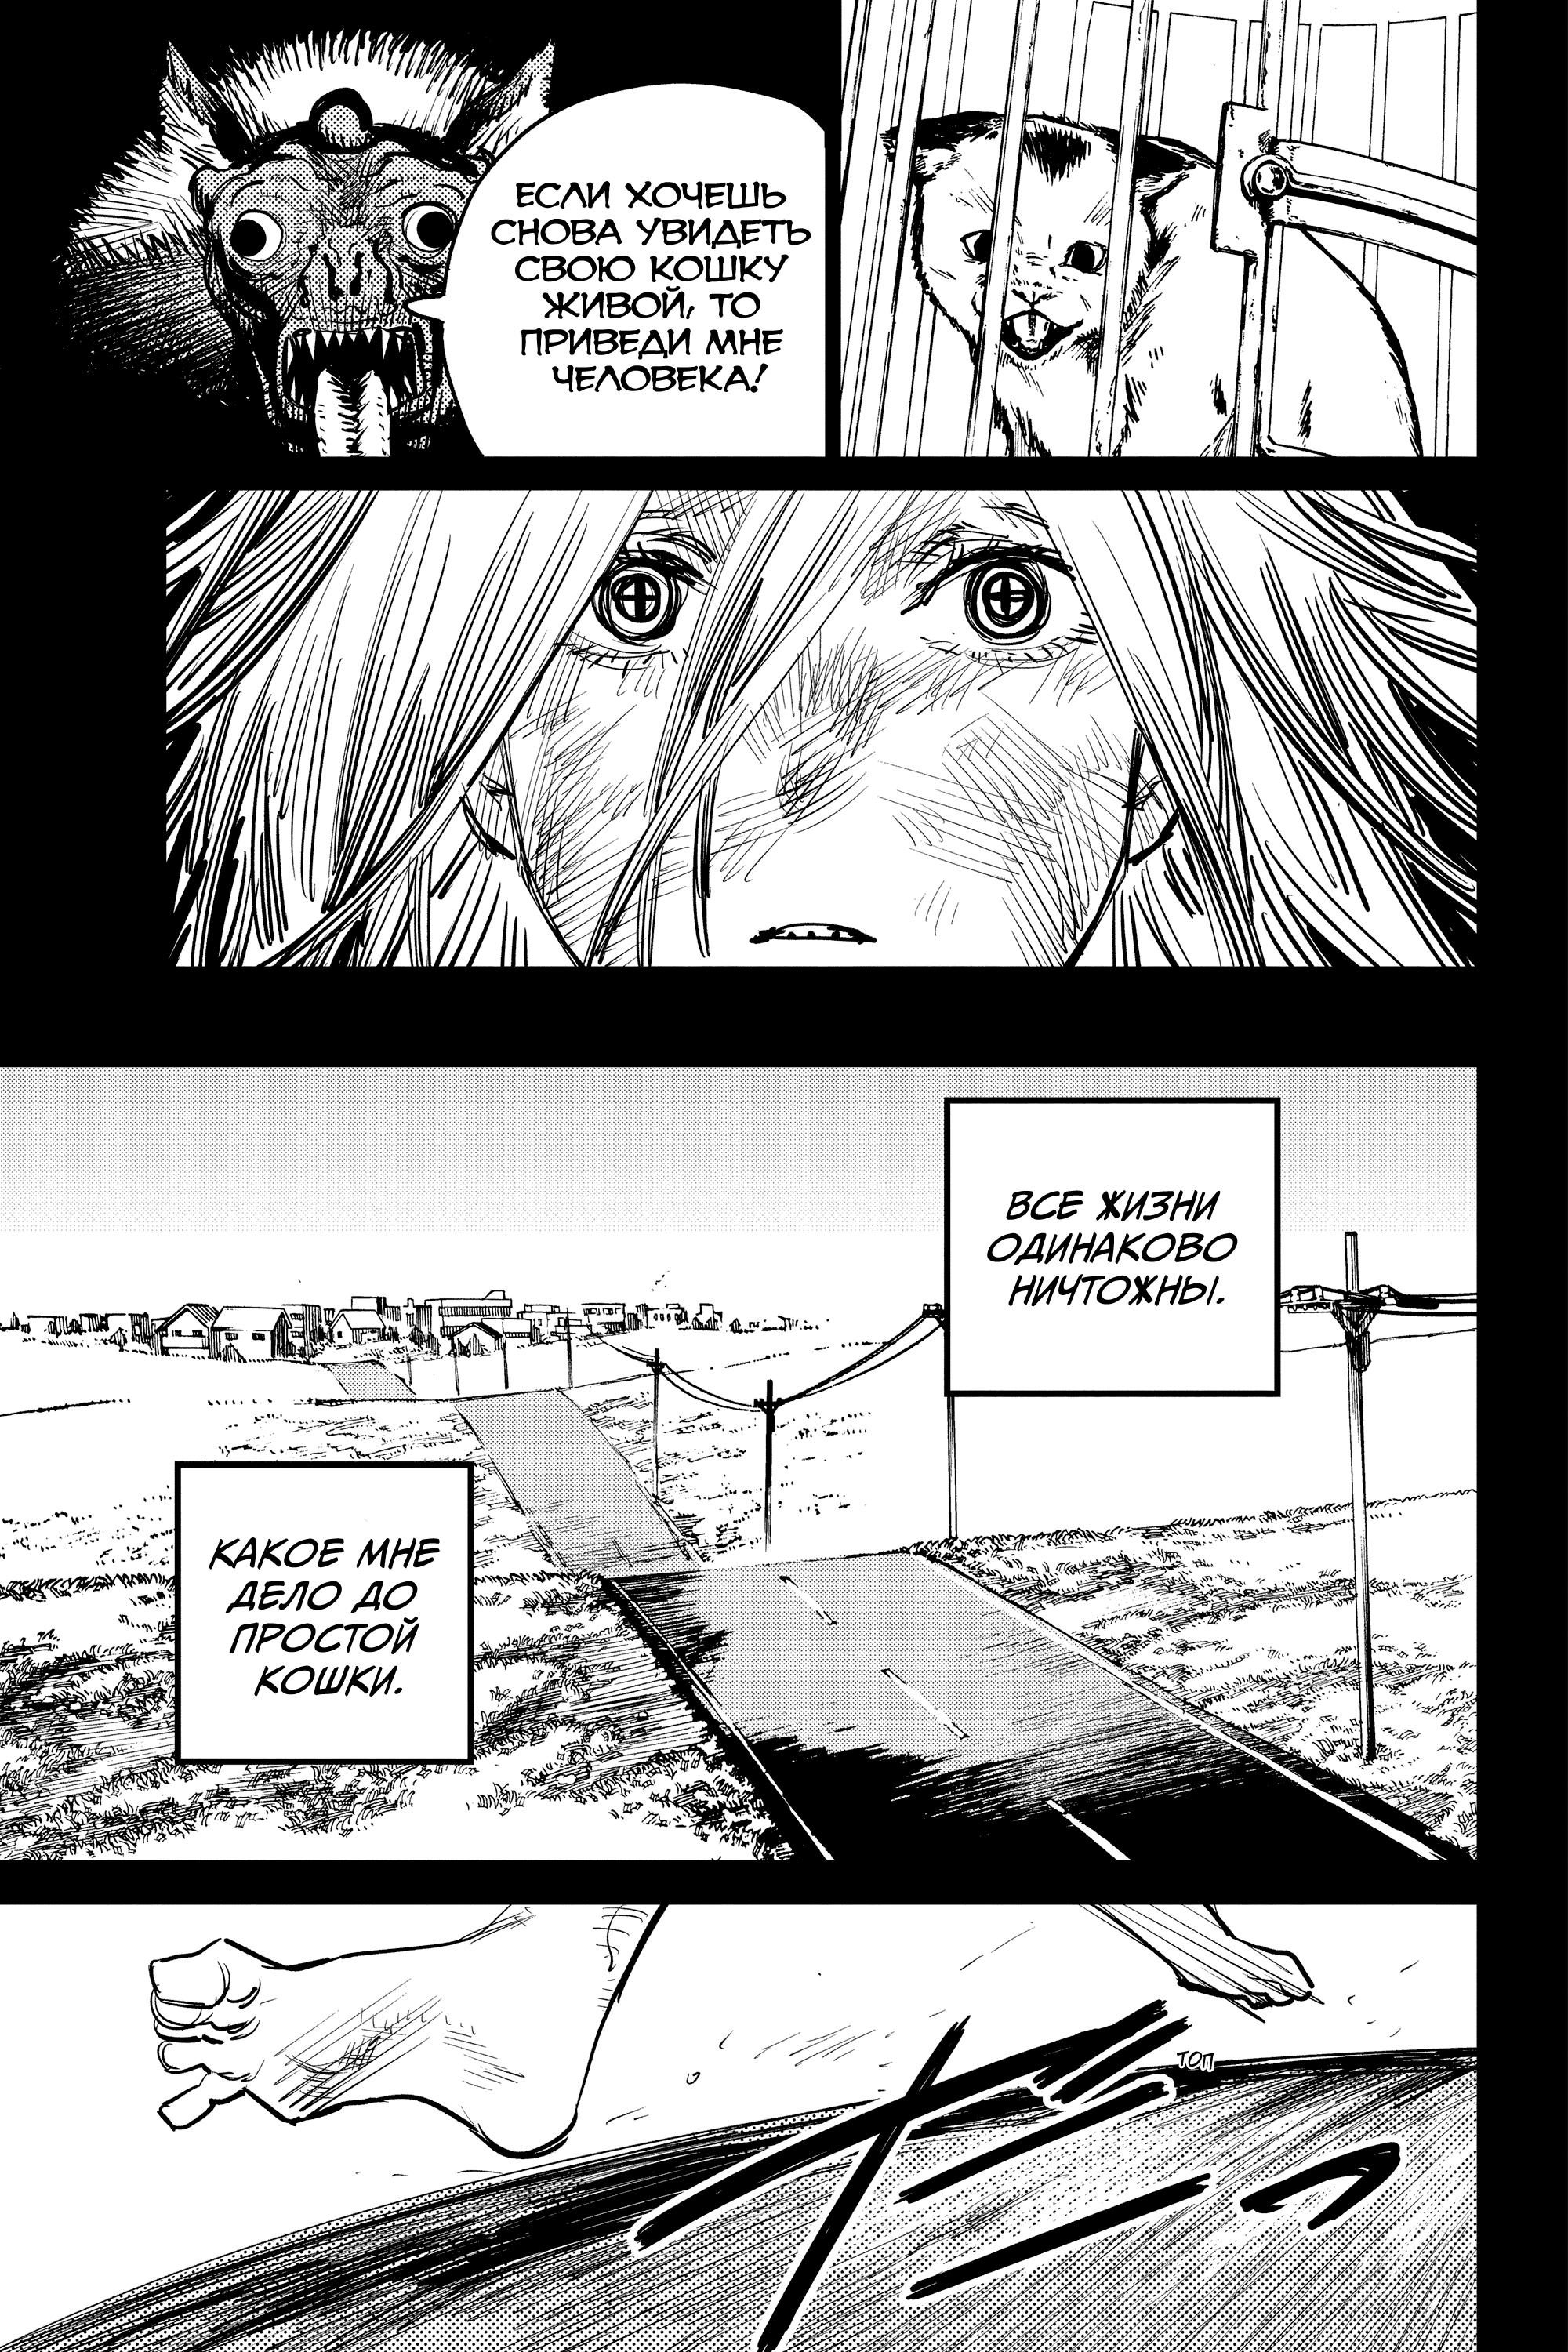 ЕСЛИ ХОЧЕШЬ
СНОВА УВИДЕТЬ
СВОЮ КОШКУ
ЖИВОЙ, ТО
ПРИВЕДИ МНЕ
ЧЕЛОВЕКА!
ВСЕ ЖИЗНИ
ОДИНАКОВО
НИЧТОЖНЫ.
КАКОЕ МНЕ
ДЕЛО ДО
ПРОСТОЙ
КОШКИ.
ТОП